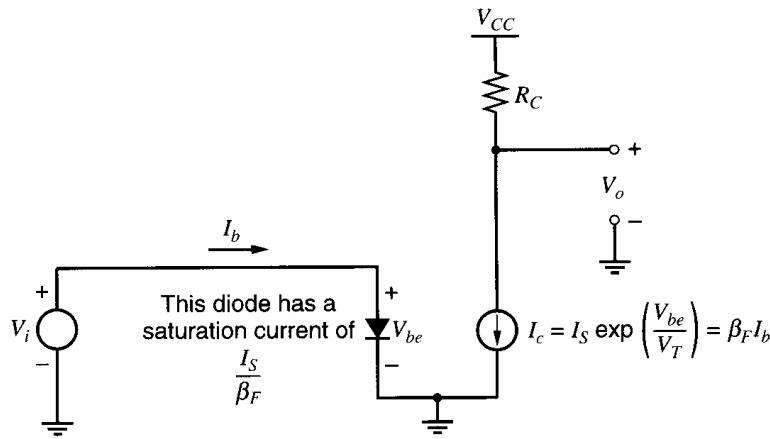 V_CC
R_C
+
V_o
−
I_b
+
V_i
−
This diode has a
saturation current of
I_S
β_F
+
V_be
−
I_c = I_S exp (V_be / V_T) = β_F I_b